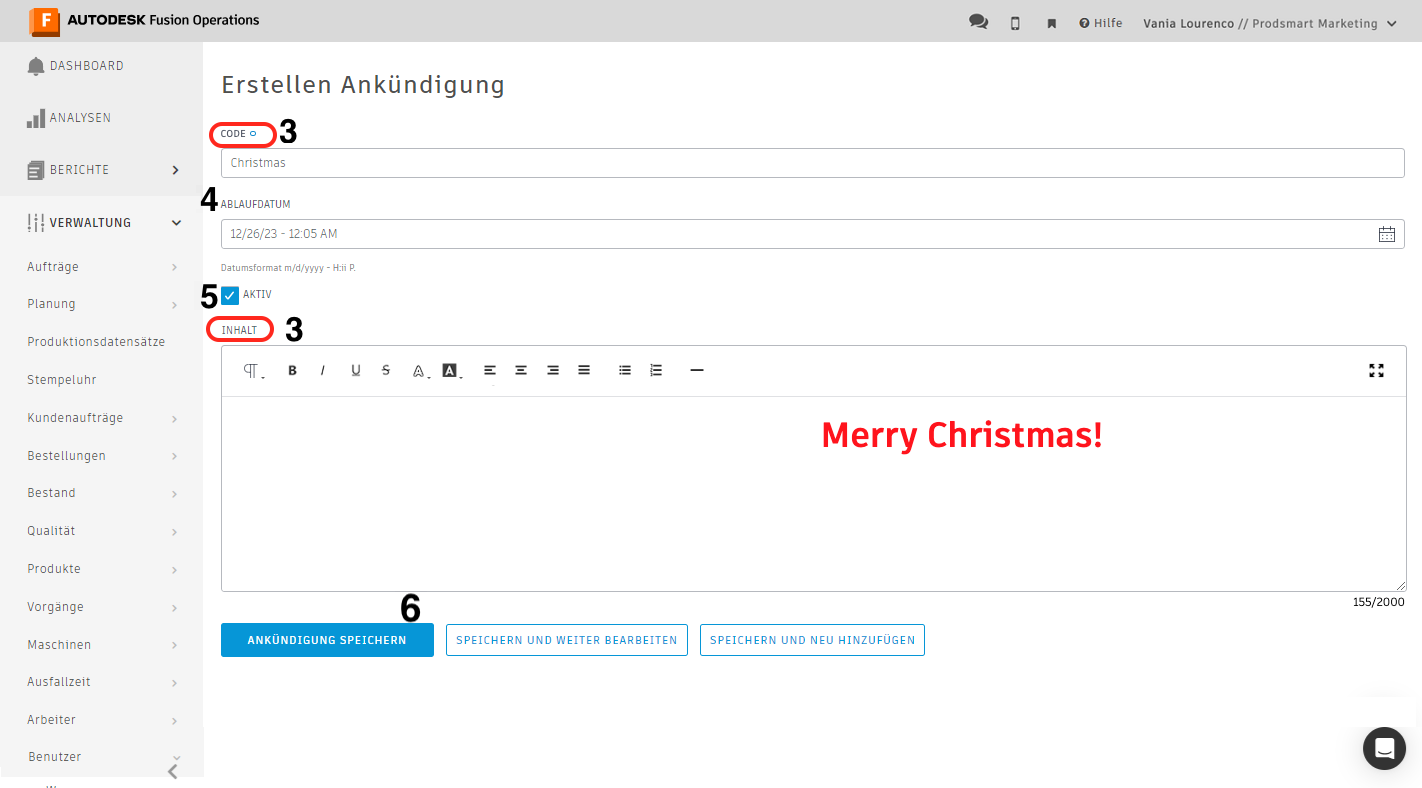 AUTODESK Fusion Operations
Hilfe
Vania Lourenco // Prodsmart Marketing
DASHBOARD
ANALYSEN
BERICHTE
VERWALTUNG
Aufträge
Planung
Produktionsdatensätze
Stempeluhr
Kundenaufträge
Bestellungen
Bestand
Qualität
Produkte
Vorgänge
Maschinen
Ausfallzeit
Arbeiter
Benutzer
Erstellen Ankündigung
CODE 3
Christmas
4 ABLAUFDATUM
12/26/23 - 12:05 AM
Datumsformat m/d/yyyy - H:ii P.
5 AKTIV
INHALT 3
B I U S A A
Merry Christmas!
155/2000
6
ANKÜNDIGUNG SPEICHERN
SPEICHERN UND WEITER BEARBEITEN
SPEICHERN UND NEU HINZUFÜGEN